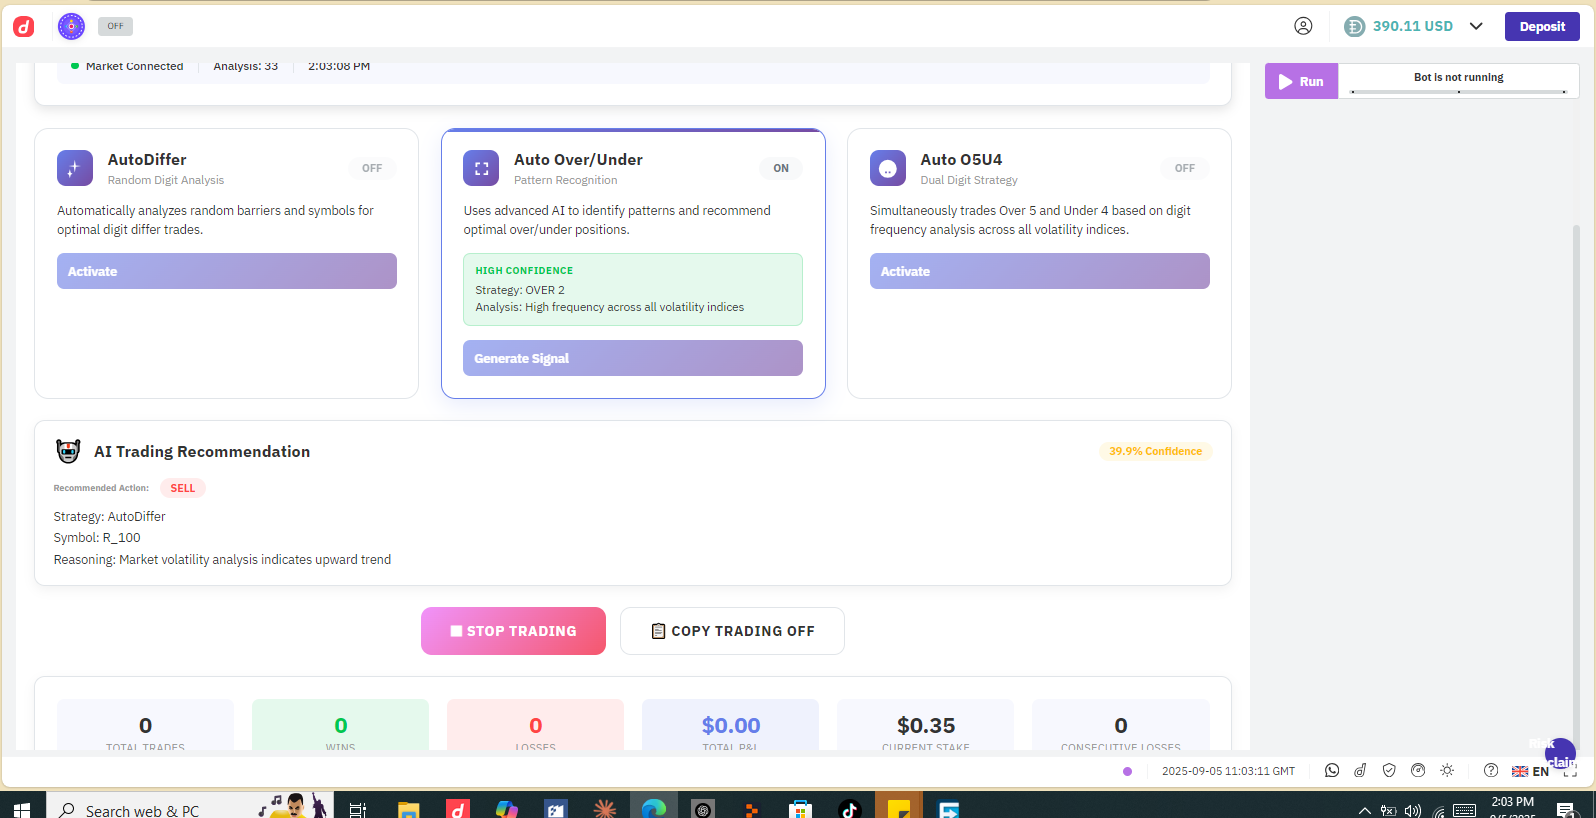 OFF
390.11 USD
Deposit
Market Connected
Analysis: 33
2:03:08 PM
Run
Bot is not running
AutoDiffer
Random Digit Analysis
OFF
Automatically analyzes random barriers and symbols for
optimal digit differ trades.
Activate
Auto Over/Under
Pattern Recognition
ON
Uses advanced AI to identify patterns and recommend
optimal over/under positions.
HIGH CONFIDENCE
Strategy: OVER 2
Analysis: High frequency across all volatility indices
Generate Signal
Auto O5U4
Dual Digit Strategy
OFF
Simultaneously trades Over 5 and Under 4 based on digit
frequency analysis across all volatility indices.
Activate
AI Trading Recommendation
39.9% Confidence
Recommended Action: SELL
Strategy: AutoDiffer
Symbol: R_100
Reasoning: Market volatility analysis indicates upward trend
STOP TRADING
COPY TRADING OFF
0
TOTAL TRADES
0
WINS
0
LOSSES
$0.00
TOTAL P&L
$0.35
CURRENT STAKE
0
CONSECUTIVE LOSSES
Risk
2025-09-05 11:03:11 GMT
EN
Search web & PC
2:03 PM